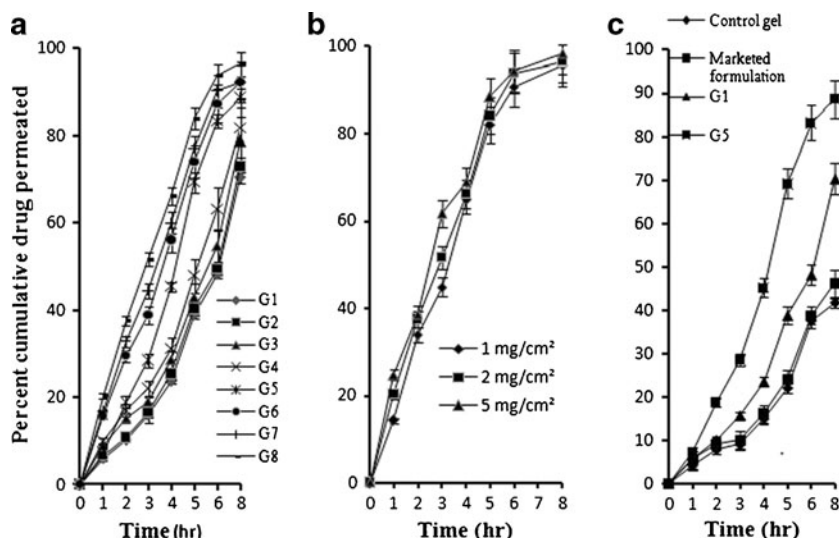 a
Percent cumulative drug permeated
100
80
60
40
20
0
0 1 2 3 4 5 6 8
Time (hr)
G1
G2
G3
G4
G5
G6
G7
G8
b
100
80
60
40
20
0
0 1 2 3 4 5 6 7 8
Time (hr)
1 mg/cm²
2 mg/cm²
5 mg/cm²
c
Control gel
Marketed
formulation
G1
G5
100
90
80
70
60
50
40
30
20
10
0
0 1 2 3 4 5 6 8
Time (hr)